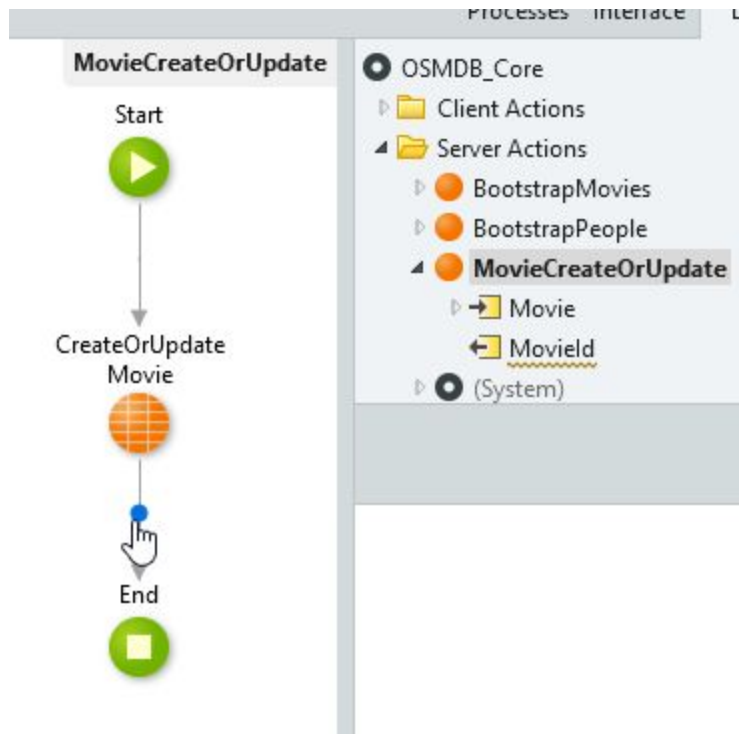 Processes Interface
MovieCreateOrUpdate
Start
CreateOrUpdate
Movie
End
OSMDB_Core
Client Actions
Server Actions
BootstrapMovies
BootstrapPeople
MovieCreateOrUpdate
Movie
MovieId
(System)